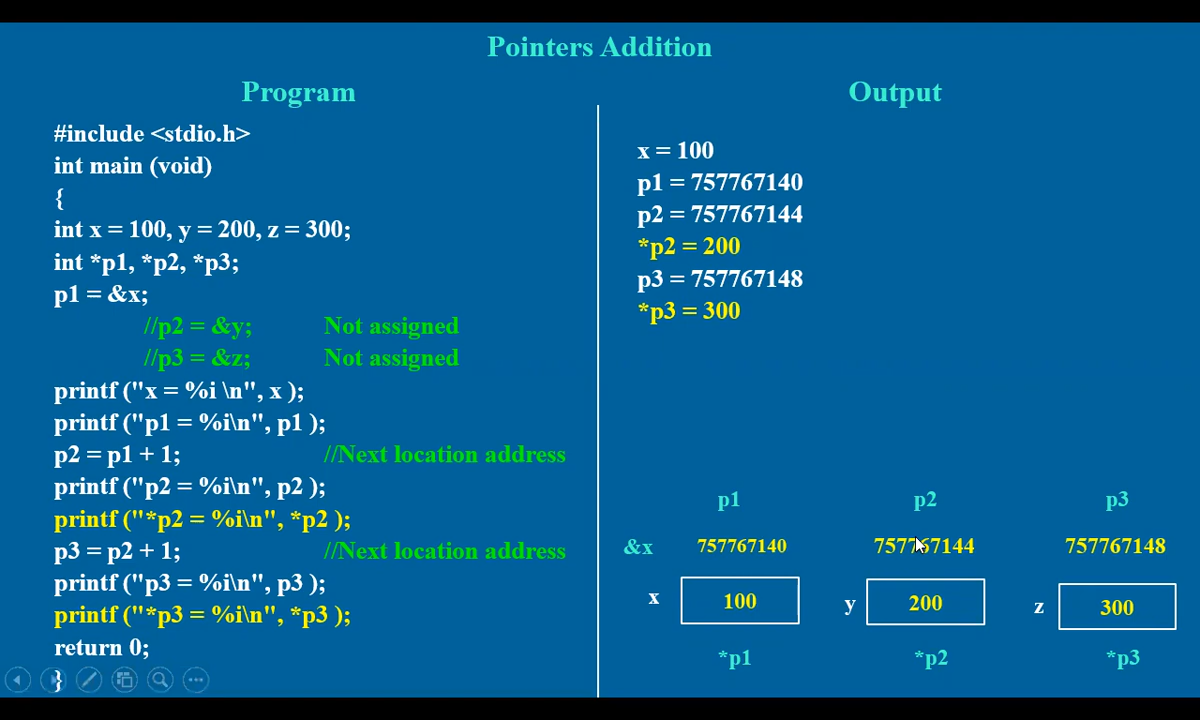 Pointers Addition
Program
#include <stdio.h>
int main (void)
{
int x = 100, y = 200, z = 300;
int *p1, *p2, *p3;
p1 = &x;
//p2 = &y; Not assigned
//p3 = &z; Not assigned
printf ("x = %i \n", x );
printf ("p1 = %i\n", p1 );
p2 = p1 + 1; //Next location address
printf ("p2 = %i\n", p2 );
printf ("*p2 = %i\n", *p2 );
p3 = p2 + 1; //Next location address
printf ("p3 = %i\n", p3 );
printf ("*p3 = %i\n", *p3 );
return 0;
}
Output
x = 100
p1 = 757767140
p2 = 757767144
*p2 = 200
p3 = 757767148
*p3 = 300
p1 p2 p3
&x 757767140 757767144 757767148
x 100 y 200 z 300
*p1 *p2 *p3